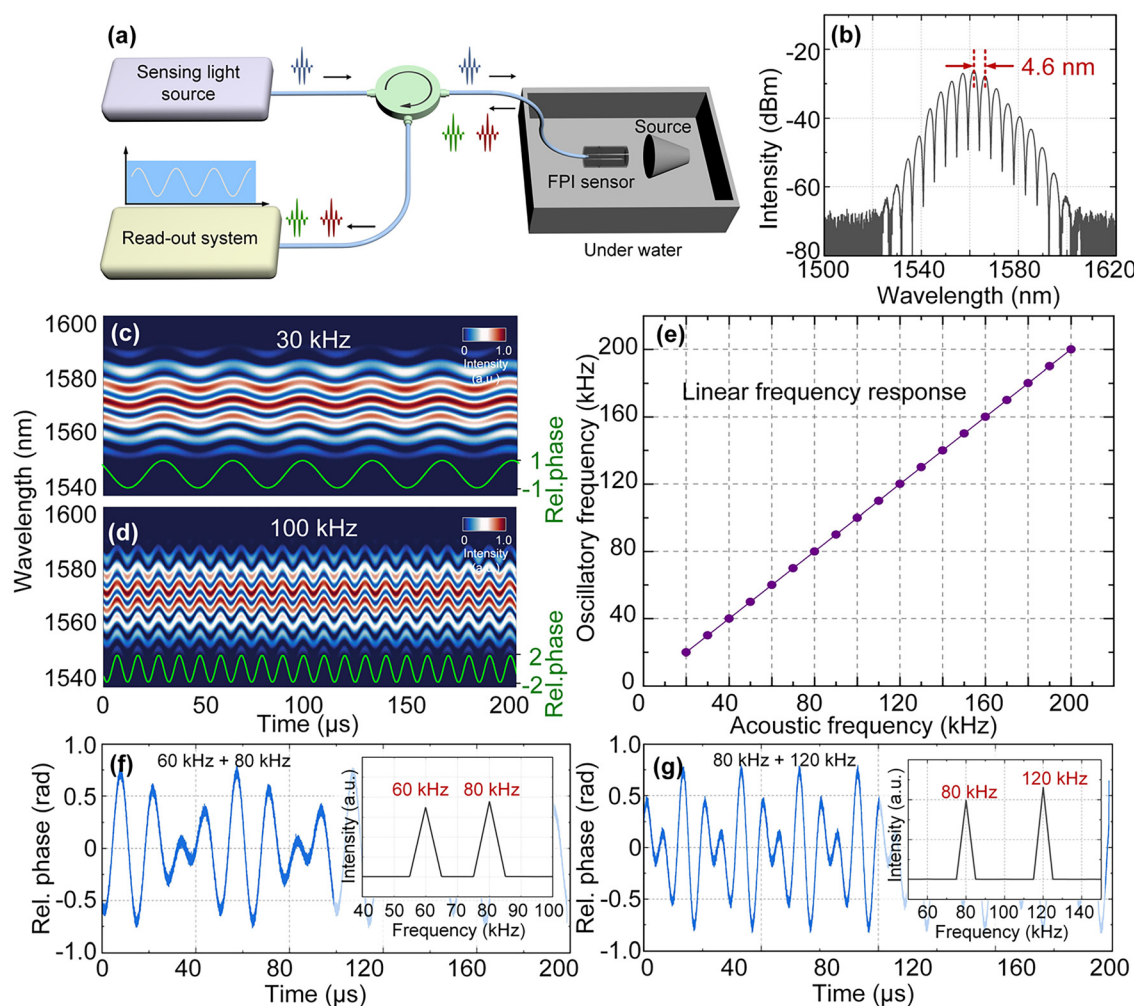 (a)
Sensing light
source
Source
FPI sensor
Read-out system
Under water
(b)
-20
-40
-60
-80
4.6 nm
Intensity (dBm)
1500
1540
1580
1620
Wavelength (nm)
(c)
30 kHz
0 1.0
Intensity
(a.u.)
1600
1580
1560
1540
1
-1
Rel.phase
Wavelength (nm)
(d)
100 kHz
0 1.0
Intensity
(a.u.)
1600
1580
1560
1540
2
-2
Rel.phase
0 50 100 150 200
Time (µs)
(e)
Linear frequency response
200
160
120
80
40
0
Oscillatory frequency (kHz)
0 40 80 120 160 200
Acoustic frequency (kHz)
(f)
60 kHz + 80 kHz
1.0
0.5
0
-0.5
-1.0
Rel. phase (rad)
60 kHz 80 kHz
Intensity (a.u.)
40 50 60 70 80 90 100
Frequency (kHz)
0 40 80 120 160 200
Time (µs)
(g)
80 kHz + 120 kHz
1.0
0.5
0
-0.5
-1.0
Rel. phase (rad)
80 kHz
120 kHz
Intensity (a.u.)
60 80 100 120 140
Frequency (kHz)
0 40 80 120 160 200
Time (µs)